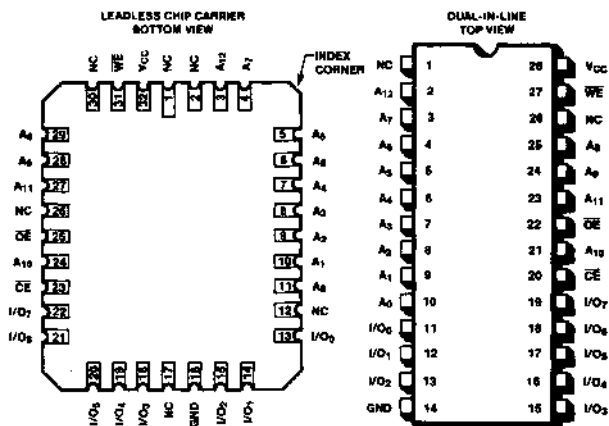 LEADLESS CHIP CARRIER
BOTTOM VIEW
INDEX
CORNER
NC WE VCC NC NC A12 A7
30 31 32 1 2 3 4
A8 29 5 A6
A9 28 6 A5
A11 27 7 A4
NC 26 8 A3
OE 25 9 A2
A10 24 10 A1
CE 23 11 A0
I/O7 22 12 NC
I/O6 21 13 I/O0
20 19 18 17 16 15 14
I/O5 I/O4 I/O3 NC GND I/O2 I/O1
DUAL-IN-LINE
TOP VIEW
NC 1 28 VCC
A12 2 27 WE
A7 3 26 NC
A6 4 25 A8
A5 5 24 A9
A4 6 23 A11
A3 7 22 OE
A2 8 21 A10
A1 9 20 CE
A0 10 19 I/O7
I/O0 11 18 I/O6
I/O1 12 17 I/O5
I/O2 13 16 I/O4
GND 14 15 I/O3